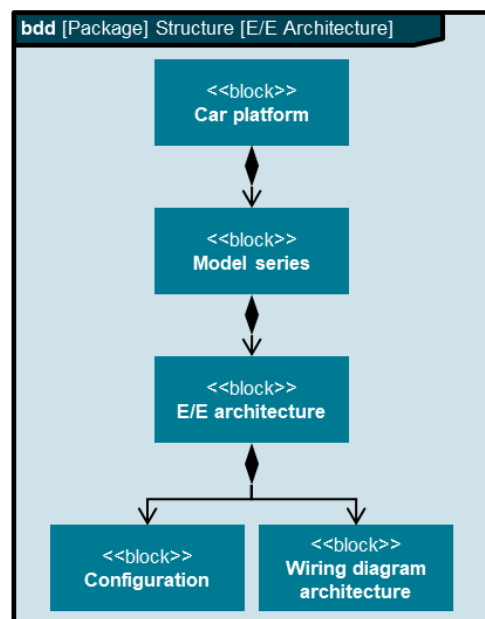 bdd [Package] Structure [E/E Architecture]
<<block>>
Car platform
<<block>>
Model series
<<block>>
E/E architecture
<<block>>
Configuration
<<block>>
Wiring diagram
architecture